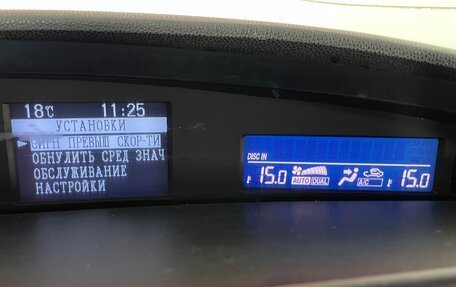 18°C 11:25
УСТАНОВКИ
СИГН ПРЕВЫШ СКОР-ТИ
ОБНУЛИТЬ СРЕД ЗНАЧ
ОБСЛУЖИВАНИЕ
НАСТРОЙКИ
DISC IN
15.0 15.0
AUTO DUAL A/C